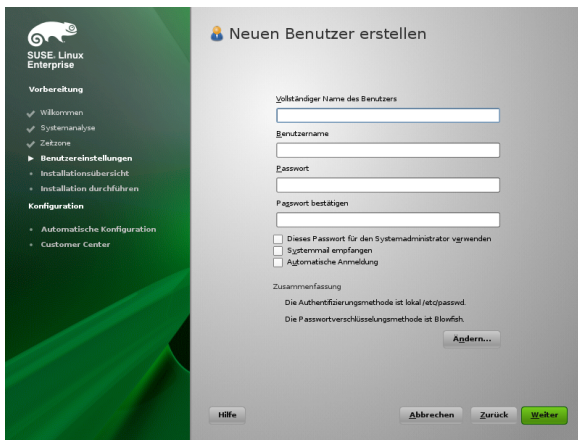 SUSE. Linux
Enterprise
Vorbereitung
Willkommen
Systemanalyse
Zeitzone
Benutzereinstellungen
Installationsübersicht
Installation durchführen
Konfiguration
Automatische Konfiguration
Customer Center
Neuen Benutzer erstellen
Vollständiger Name des Benutzers
Benutzername
Passwort
Passwort bestätigen
Dieses Passwort für den Systemadministrator verwenden
Systemmail empfangen
Automatische Anmeldung
Zusammenfassung
Die Authentifizierungsmethode ist lokal /etc/passwd.
Die Passwortverschlüsselungsmethode ist Blowfish.
Ändern...
Hilfe
Abbrechen
Zurück
Weiter